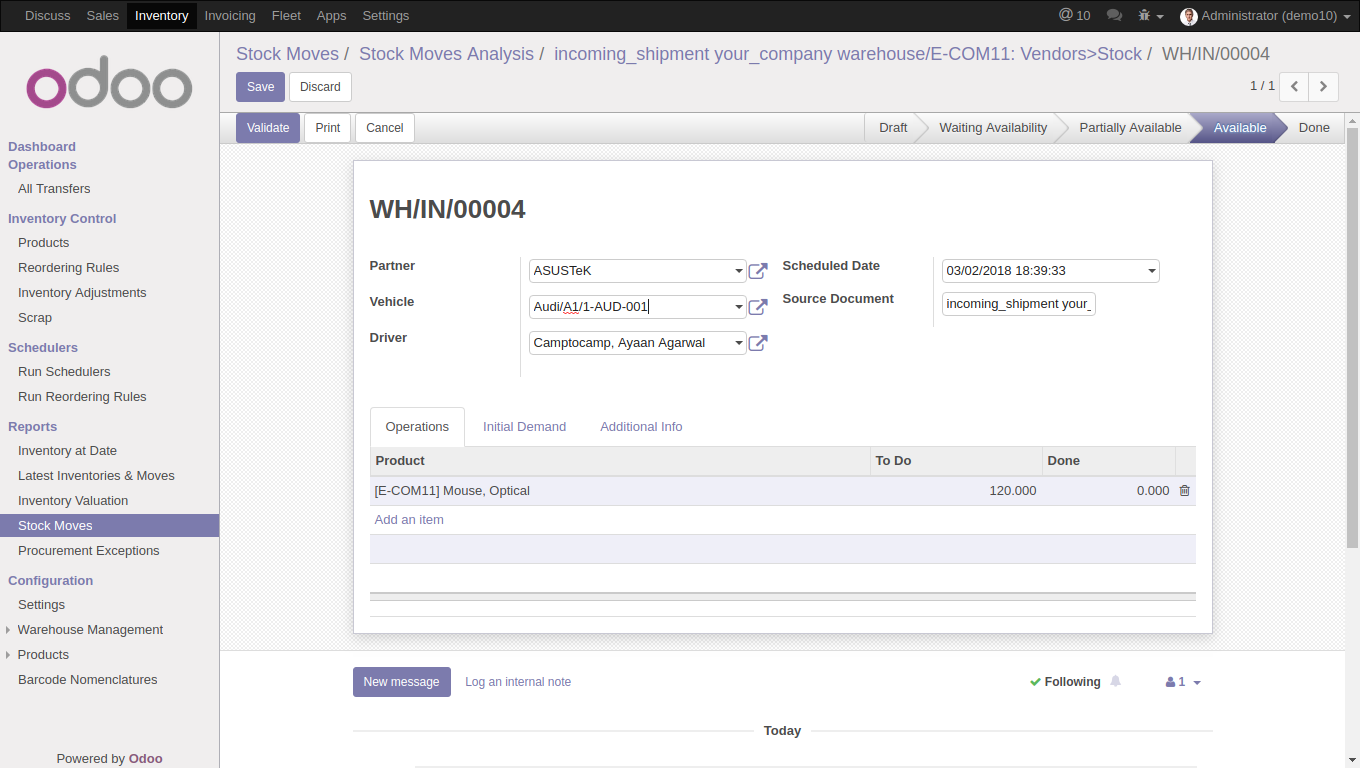 Discuss Sales Inventory Invoicing Fleet Apps Settings @ 10 Administrator (demo10)
odoo
Dashboard
Operations
All Transfers
Inventory Control
Products
Reordering Rules
Inventory Adjustments
Scrap
Schedulers
Run Schedulers
Run Reordering Rules
Reports
Inventory at Date
Latest Inventories & Moves
Inventory Valuation
Stock Moves
Procurement Exceptions
Configuration
Settings
Warehouse Management
Products
Barcode Nomenclatures
Powered by Odoo
Stock Moves / Stock Moves Analysis / incoming_shipment your_company warehouse/E-COM11: Vendors>Stock / WH/IN/00004
Save Discard 1 / 1
Validate Print Cancel Draft Waiting Availability Partially Available Available Done
WH/IN/00004
Partner ASUSTeK Scheduled Date 03/02/2018 18:39:33
Vehicle Audi/A1/1-AUD-001 Source Document incoming_shipment your_
Driver Camptocamp, Ayaan Agarwal
Operations Initial Demand Additional Info
Product To Do Done
[E-COM11] Mouse, Optical 120.000 0.000
Add an item
New message Log an internal note Following 1
Today